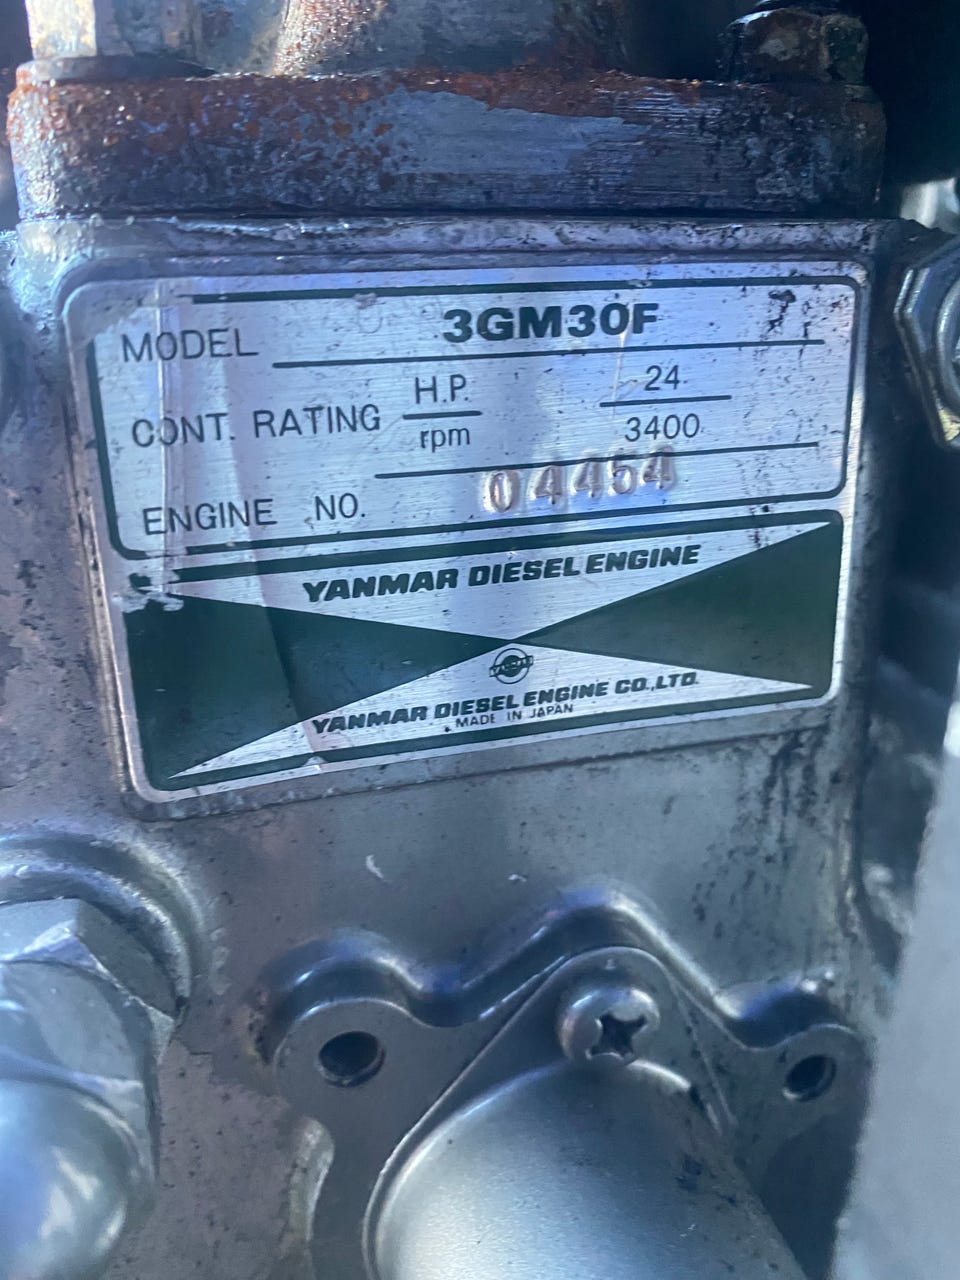 MODEL 3GM30F
CONT. RATING H.P. 24
rpm 3400
ENGINE NO. 04454
YANMAR DIESEL ENGINE
YANMAR
YANMAR DIESEL ENGINE CO.,LTD.
MADE IN JAPAN